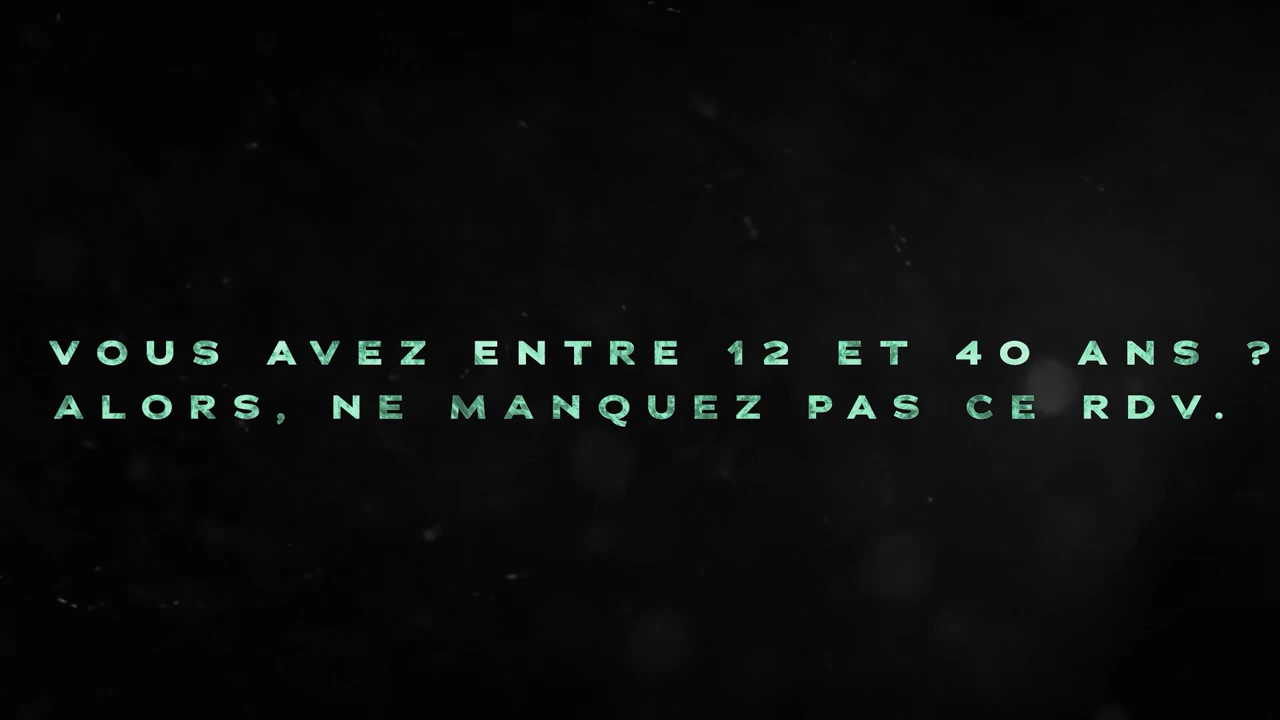 VOUS AVEZ ENTRE 12 ET 40 ANS ?
ALORS, NE MANQUEZ PAS CE RDV.